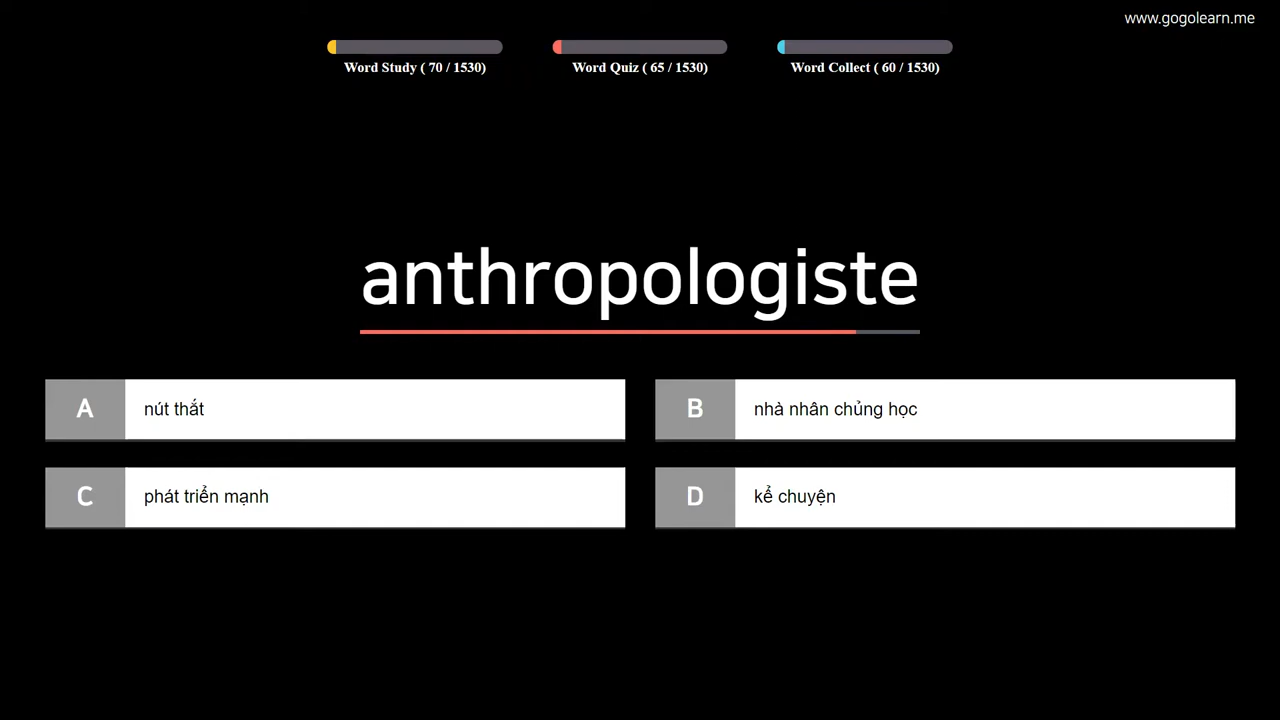 www.gogolearn.me
Word Study ( 70 / 1530)
Word Quiz ( 65 / 1530)
Word Collect ( 60 / 1530)
anthropologiste
A nút thắt
B nhà nhân chủng học
C phát triển mạnh
D kể chuyện